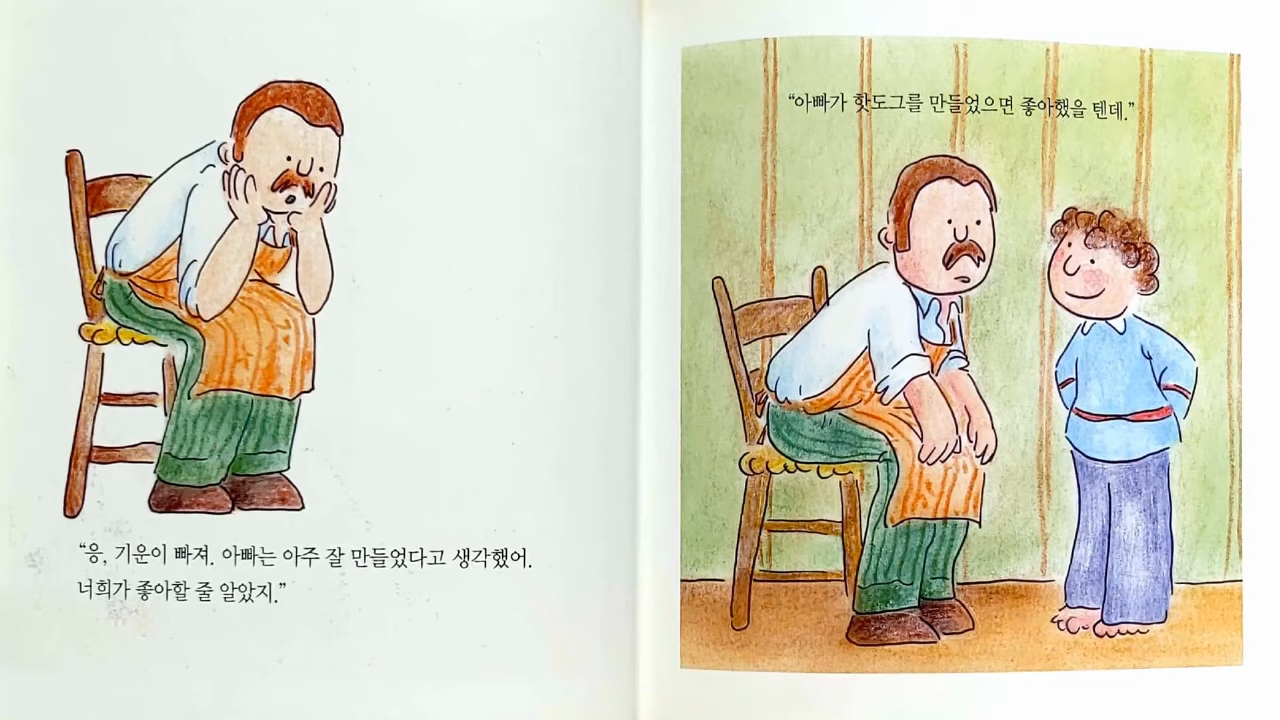 “응, 기운이 빠져. 아빠는 아주 잘 만들었다고 생각했어.
너희가 좋아할 줄 알았지.”
“아빠가 핫도그를 만들었으면 좋아했을 텐데.”